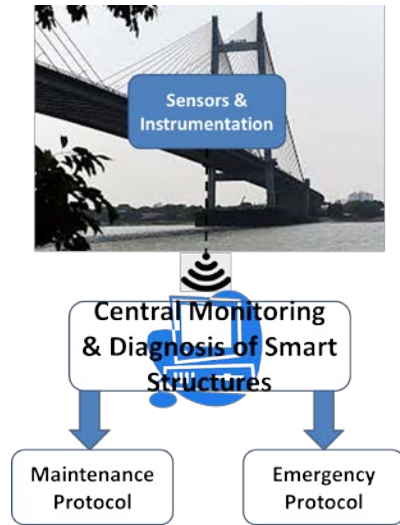 Sensors &
Instrumentation
Central Monitoring
& Diagnosis of Smart
Structures
Maintenance
Protocol
Emergency
Protocol